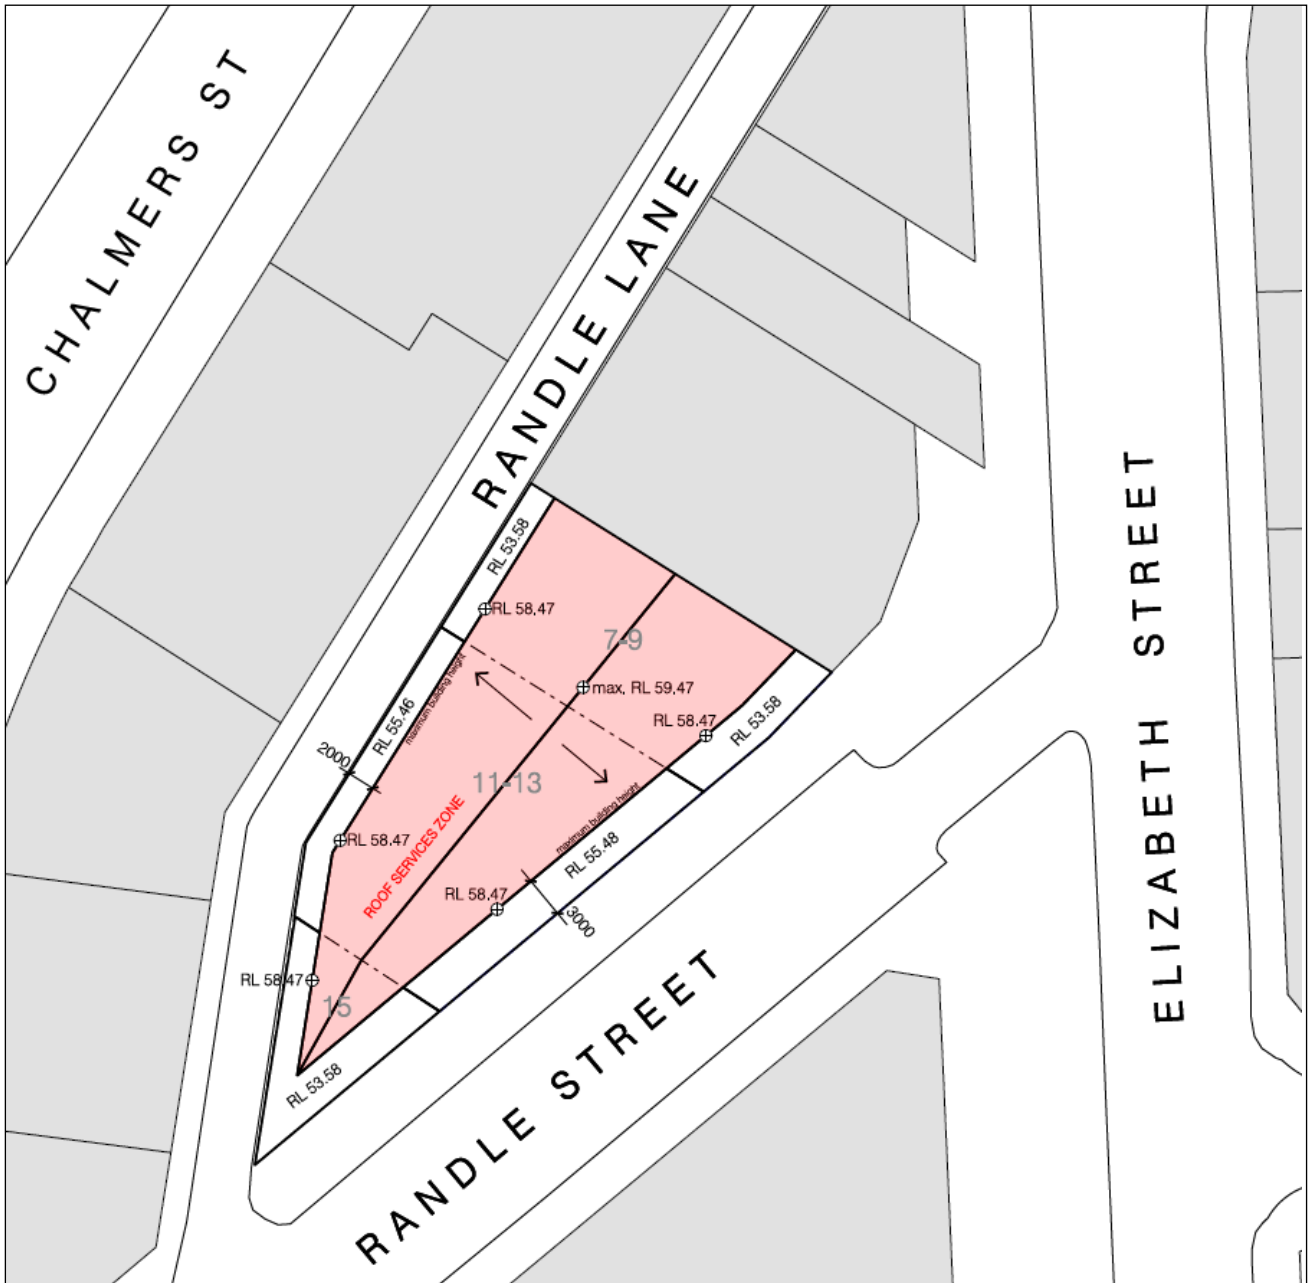 CHALMERS ST
RANDLE LANE
ELIZABETH STREET
RL 53.58
RL 58.47
7-9
maximum building height
max. RL 59.47
RL 55.46
RL 58.47
RL 53.58
2000
11-13
maximum building height
ROOF SERVICES ZONE
RL 58.47
RL 55.48
RL 58.47
3000
RL 58.47
15
RL 53.58
RANDLE STREET